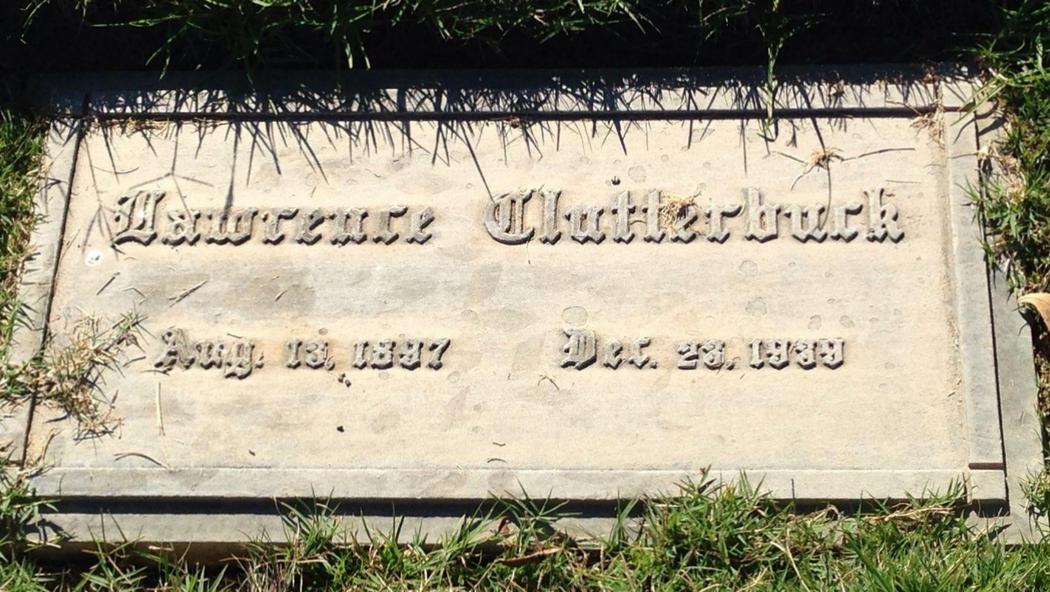 Lawrence Clutterbuck
Aug. 13, 1897 Dec. 23, 1939